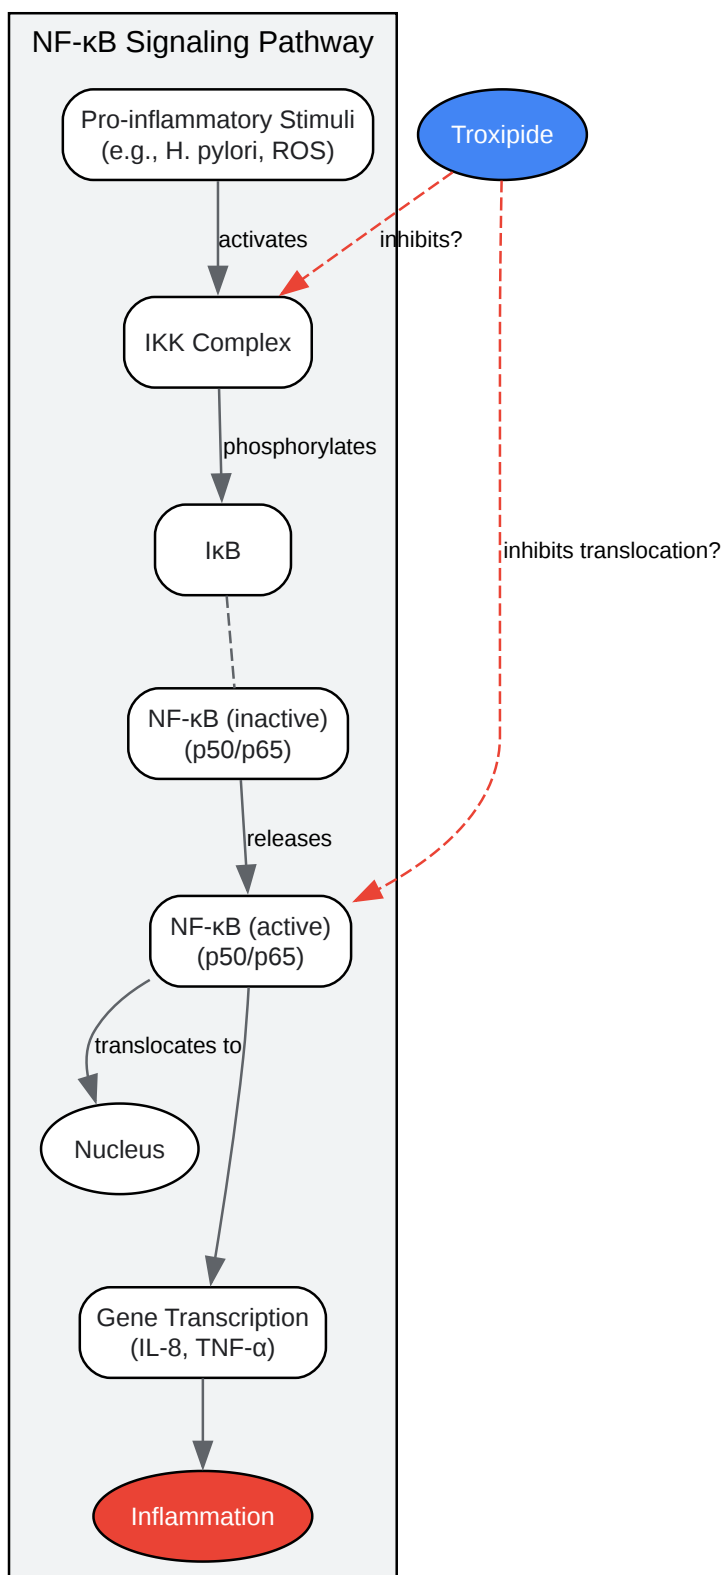 NF-κB Signaling Pathway
Pro-inflammatory Stimuli
(e.g., H. pylori, ROS)
Troxipide
activates
inhibits?
IKK Complex
phosphorylates
IκB
inhibits translocation?
NF-κB (inactive)
(p50/p65)
releases
NF-κB (active)
(p50/p65)
translocates to
Nucleus
Gene Transcription
(IL-8, TNF-α)
Inflammation